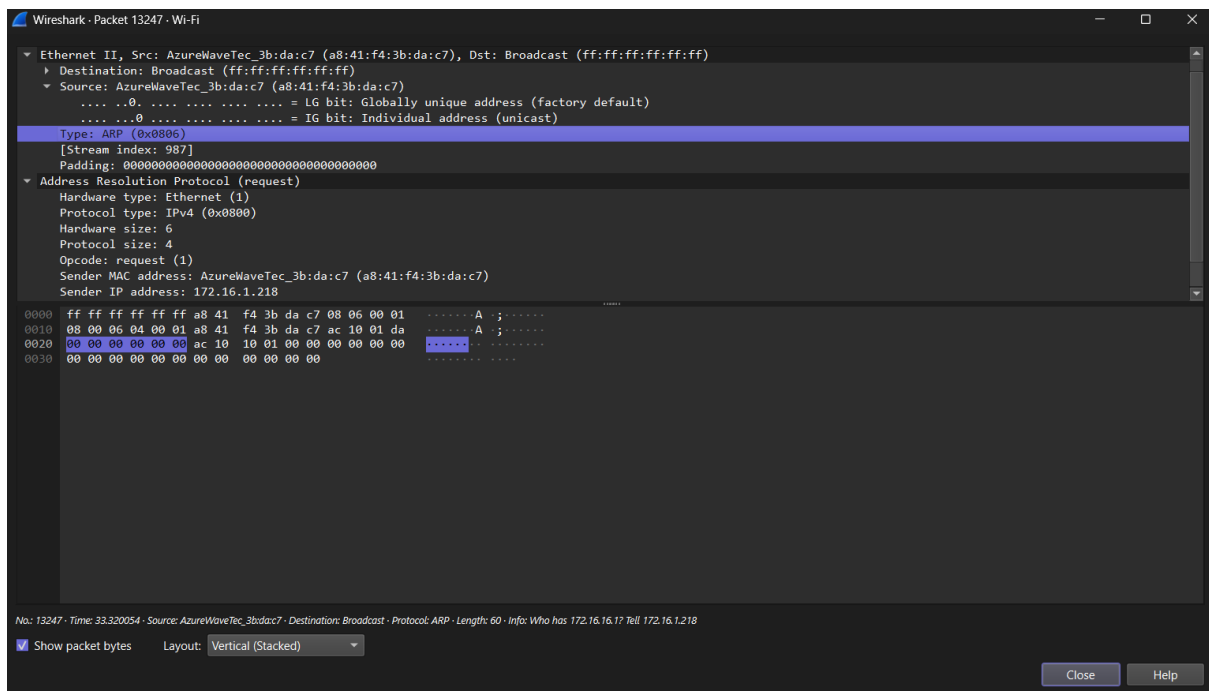 Wireshark · Packet 13247 · Wi-Fi
Ethernet II, Src: AzureWaveTec_3b:da:c7 (a8:41:f4:3b:da:c7), Dst: Broadcast (ff:ff:ff:ff:ff:ff)
Destination: Broadcast (ff:ff:ff:ff:ff:ff)
Source: AzureWaveTec_3b:da:c7 (a8:41:f4:3b:da:c7)
.... ..0. .... .... .... .... = LG bit: Globally unique address (factory default)
.... ...0 .... .... .... .... = IG bit: Individual address (unicast)
Type: ARP (0x0806)
[Stream index: 987]
Padding: 000000000000000000000000000000000000
Address Resolution Protocol (request)
Hardware type: Ethernet (1)
Protocol type: IPv4 (0x0800)
Hardware size: 6
Protocol size: 4
Opcode: request (1)
Sender MAC address: AzureWaveTec_3b:da:c7 (a8:41:f4:3b:da:c7)
Sender IP address: 172.16.1.218
0000 ff ff ff ff ff ff a8 41 f4 3b da c7 08 06 00 01 ·······A ·;······
0010 08 00 06 04 00 01 a8 41 f4 3b da c7 ac 10 01 da ·······A ·;······
0020 00 00 00 00 00 00 ac 10 10 01 00 00 00 00 00 00 ········ ········
0030 00 00 00 00 00 00 00 00 00 00 00 00 ········ ····
No.: 13247 · Time: 33.320054 · Source: AzureWaveTec_3b:da:c7 · Destination: Broadcast · Protocol: ARP · Length: 60 · Info: Who has 172.16.16.1? Tell 172.16.1.218
Show packet bytes Layout: Vertical (Stacked)
Close Help